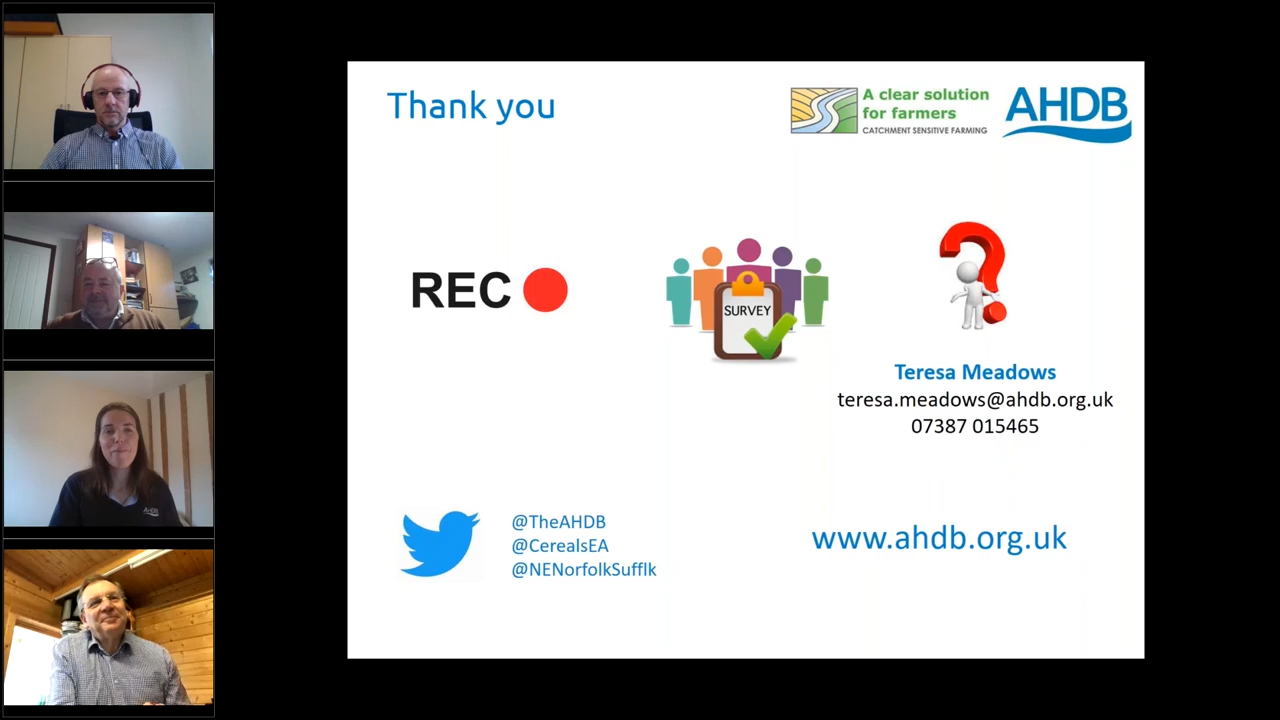 Thank you
A clear solution
for farmers
CATCHMENT SENSITIVE FARMING
AHDB
REC
SURVEY
Teresa Meadows
teresa.meadows@ahdb.org.uk
07387 015465
@TheAHDB
@CerealsEA
@NENorfolkSufflk
www.ahdb.org.uk
AHDB